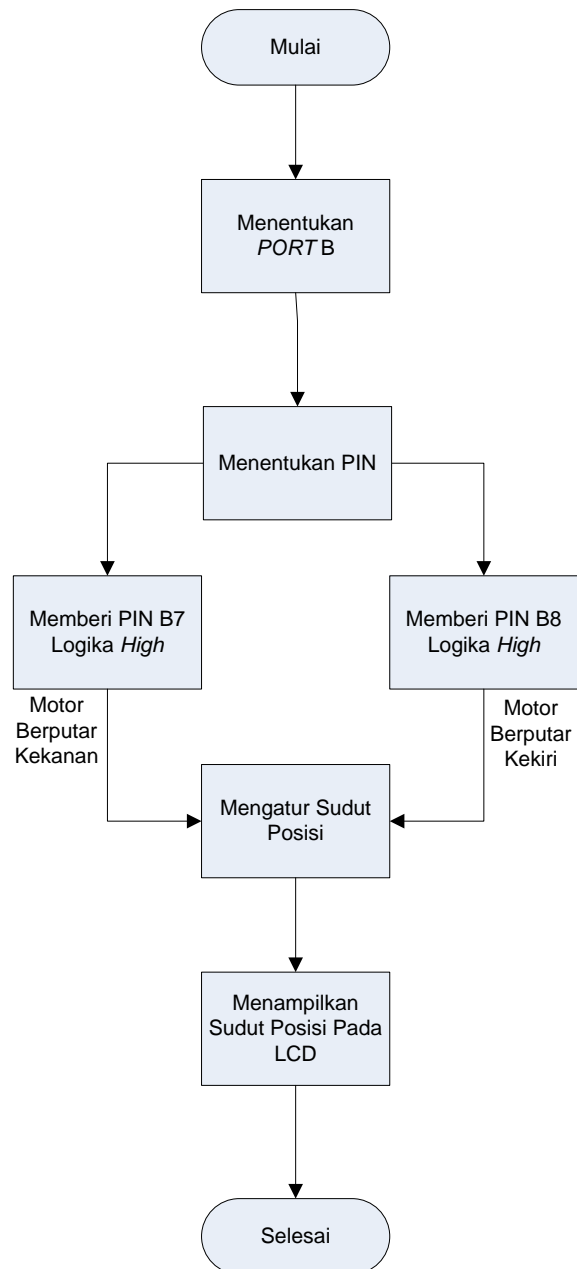 Mulai
Menentukan
PORT B
Menentukan PIN
Memberi PIN B7
Logika High
Memberi PIN B8
Logika High
Motor
Berputar
Kekanan
Motor
Berputar
Kekiri
Mengatur Sudut
Posisi
Menampilkan
Sudut Posisi Pada
LCD
Selesai